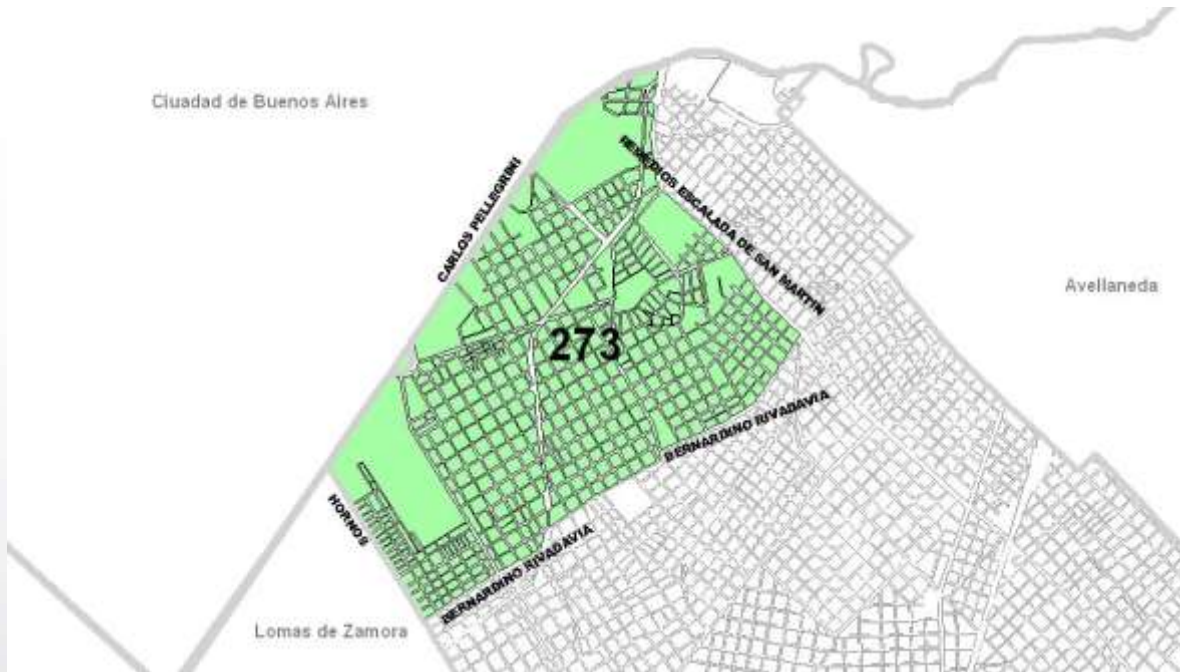 Ciuadad de Buenos Aires
REMEDIOS ESCALADA DE SAN MARTIN
CARLOS PELLEGRINI
Avellaneda
273
BERNARDINO RIVADAVIA
HORNOS
BERNARDINO RIVADAVIA
Lomas de Zamora